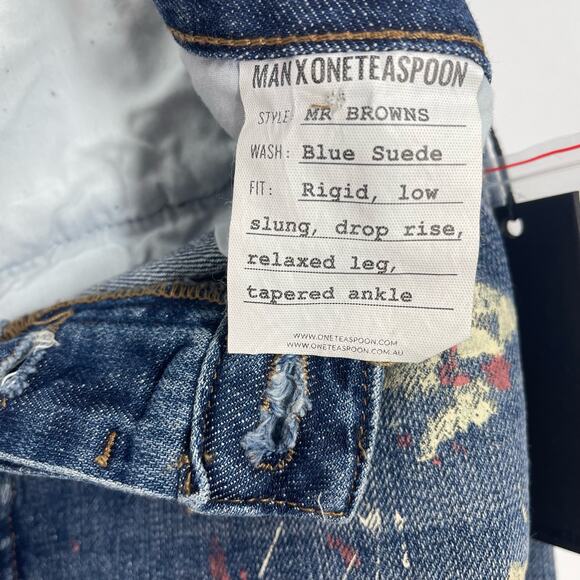 MANXONETEASPOON
STYLE: MR BROWNS
WASH: Blue Suede
FIT: Rigid, low
slung, drop rise,
relaxed leg,
tapered ankle
WWW.ONETEASPOON.COM
WWW.ONETEASPOON.COM.AU